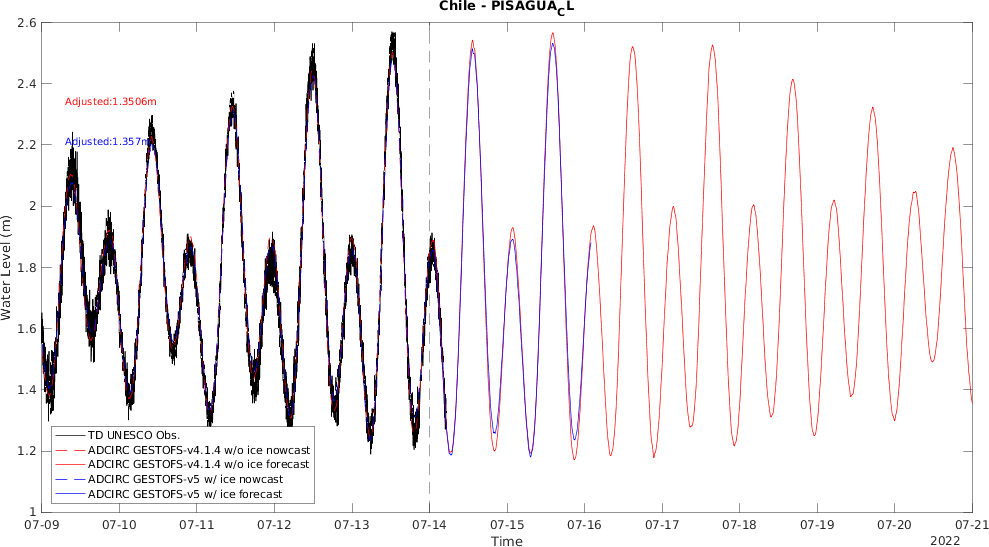 Chile - PISAGUA_CL
2.6
2.4
2.2
2
1.8
1.6
1.4
1.2
1
Water Level (m)
Adjusted:1.3506m
Adjusted:1.357m
TD UNESCO Obs.
ADCIRC GESTOFS-v4.1.4 w/o ice nowcast
ADCIRC GESTOFS-v4.1.4 w/o ice forecast
ADCIRC GESTOFS-v5 w/ ice nowcast
ADCIRC GESTOFS-v5 w/ ice forecast
07-09 07-10 07-11 07-12 07-13 07-14 07-15 07-16 07-17 07-18 07-19 07-20 07-21
Time
2022